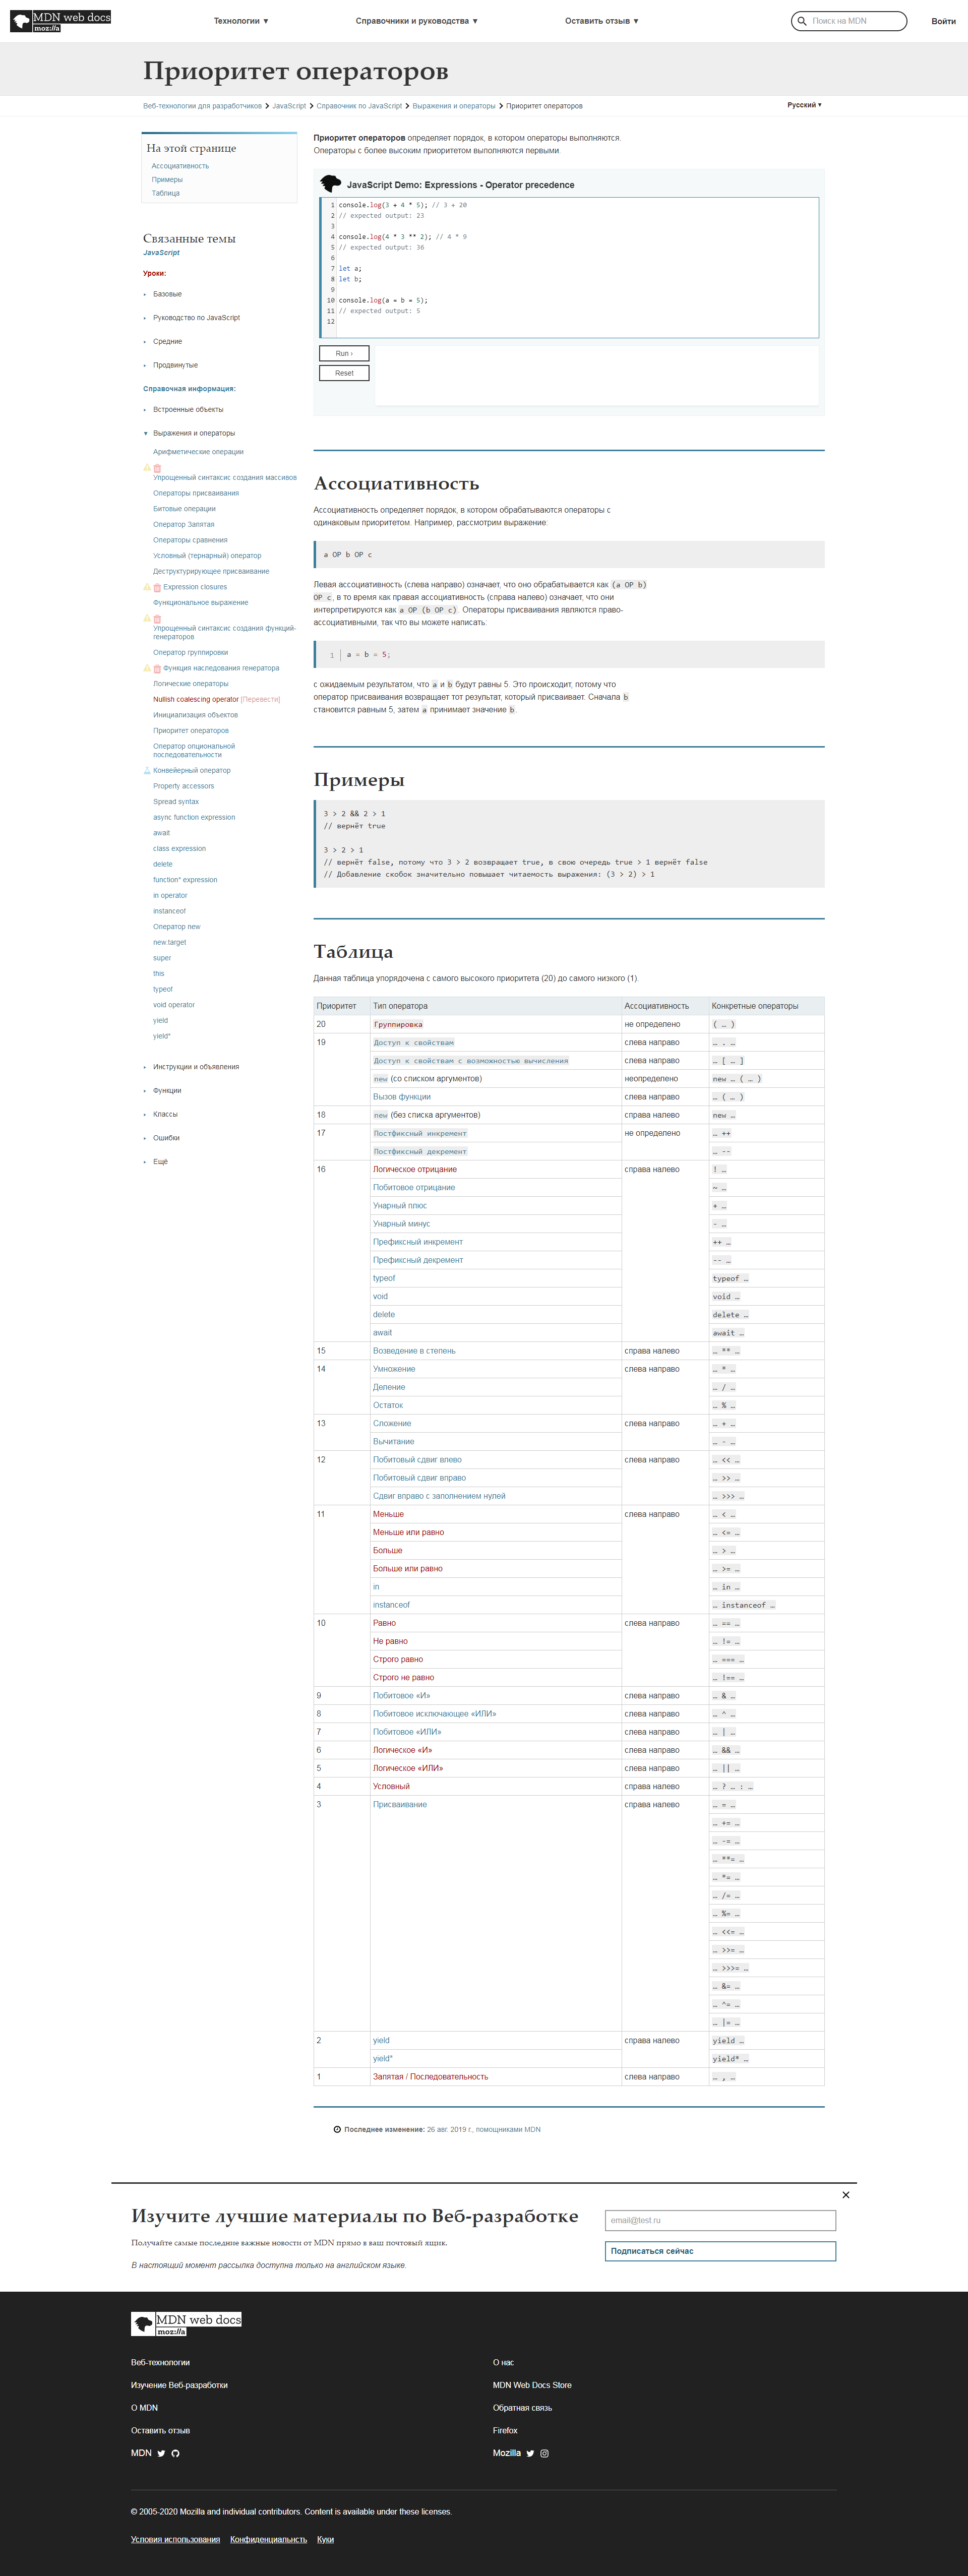 MDN web docs
moz://a
Технологии ▼
Справочники и руководства ▼
Оставить отзыв ▼
Поиск на MDN
Войти
Приоритет операторов
Веб-технологии для разработчиков > JavaScript > Справочник по JavaScript > Выражения и операторы > Приоритет операторов
Русский ▼
На этой странице
Ассоциативность
Примеры
Таблица
Связанные темы
JavaScript
Уроки:
Базовые
Руководство по JavaScript
Средние
Продвинутые
Справочная информация:
Встроенные объекты
Выражения и операторы
Арифметические операции
Упрощенный синтаксис создания массивов
Операторы присваивания
Битовые операции
Оператор Запятая
Операторы сравнения
Условный (тернарный) оператор
Деструктурирующее присваивание
Expression closures
Функциональное выражение
Упрощенный синтаксис создания функций-
генераторов
Оператор группировки
Функция наследования генератора
Логические операторы
Nullish coalescing operator [Перевести]
Инициализация объектов
Приоритет операторов
Оператор опциональной
последовательности
Конвейерный оператор
Property accessors
Spread syntax
async function expression
await
class expression
delete
function* expression
in operator
instanceof
Оператор new
new.target
super
this
typeof
void operator
yield
yield*
Инструкции и объявления
Функции
Классы
Ошибки
Ещё
Приоритет операторов определяет порядок, в котором операторы выполняются.
Операторы с более высоким приоритетом выполняются первыми.
JavaScript Demo: Expressions - Operator precedence
1 console.log(3 + 4 * 5); // 3 + 20
2 // expected output: 23
3
4 console.log(4 * 3 ** 2); // 4 * 9
5 // expected output: 36
6
7 let a;
8 let b;
9
10 console.log(a = b = 5);
11 // expected output: 5
12
Run ›
Reset
Ассоциативность
Ассоциативность определяет порядок, в котором обрабатываются операторы с
одинаковым приоритетом. Например, рассмотрим выражение:
a OP b OP c
Левая ассоциативность (слева направо) означает, что оно обрабатывается как (a OP b)
OP c, в то время как правая ассоциативность (справа налево) означает, что они
интерпретируются как a OP (b OP c). Операторы присваивания являются право-
ассоциативными, так что вы можете написать:
1 a = b = 5;
с ожидаемым результатом, что a и b будут равны 5. Это происходит, потому что
оператор присваивания возвращает тот результат, который присваивает. Сначала b
становится равным 5, затем a принимает значение b.
Примеры
3 > 2 && 2 > 1
// вернёт true
3 > 2 > 1
// вернёт false, потому что 3 > 2 возвращает true, в свою очередь true > 1 вернёт false
// Добавление скобок значительно повышает читаемость выражения: (3 > 2) > 1
Таблица
Данная таблица упорядочена с самого высокого приоритета (20) до самого низкого (1).
Приоритет Тип оператора Ассоциативность Конкретные операторы
20 Группировка не определено ( … )
19 Доступ к свойствам слева направо … . …
Доступ к свойствам с возможностью вычисления слева направо … [ … ]
new (со списком аргументов) неопределено new … ( … )
Вызов функции слева направо … ( … )
18 new (без списка аргументов) справа налево new …
17 Постфиксный инкремент не определено … ++
Постфиксный декремент … --
16 Логическое отрицание справа налево ! …
Побитовое отрицание ~ …
Унарный плюс + …
Унарный минус - …
Префиксный инкремент ++ …
Префиксный декремент -- …
typeof typeof …
void void …
delete delete …
await await …
15 Возведение в степень справа налево … ** …
14 Умножение слева направо … * …
Деление … / …
Остаток … % …
13 Сложение слева направо … + …
Вычитание … - …
12 Побитовый сдвиг влево слева направо … << …
Побитовый сдвиг вправо … >> …
Сдвиг вправо с заполнением нулей … >>> …
11 Меньше слева направо … < …
Меньше или равно … <= …
Больше … > …
Больше или равно … >= …
in … in …
instanceof … instanceof …
10 Равно слева направо … == …
Не равно … != …
Строго равно … === …
Строго не равно … !== …
9 Побитовое «И» слева направо … & …
8 Побитовое исключающее «ИЛИ» слева направо … ^ …
7 Побитовое «ИЛИ» слева направо … | …
6 Логическое «И» слева направо … && …
5 Логическое «ИЛИ» слева направо … || …
4 Условный справа налево … ? … : …
3 Присваивание справа налево … = …
… += …
… -= …
… **= …
… *= …
… /= …
… %= …
… <<= …
… >>= …
… >>>= …
… &= …
… ^= …
… |= …
2 yield справа налево yield …
yield* yield* …
1 Запятая / Последовательность слева направо … , …
Последнее изменение: 26 авг. 2019 г., помощниками MDN
Изучите лучшие материалы по Веб-разработке
Получайте самые последние важные новости от MDN прямо в ваш почтовый ящик.
В настоящий момент рассылка доступна только на английском языке.
email@test.ru
Подписаться сейчас
MDN web docs
moz://a
Веб-технологии
Изучение Веб-разработки
О MDN
Оставить отзыв
MDN
О нас
MDN Web Docs Store
Обратная связь
Firefox
Mozilla
© 2005-2020 Mozilla and individual contributors. Content is available under these licenses.
Условия использования Конфиденциальнсть Куки